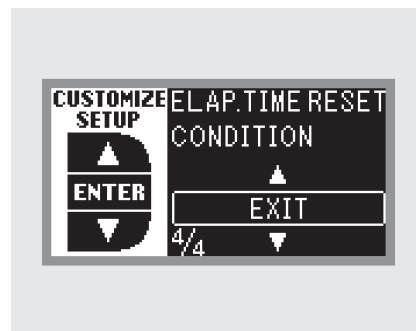 CUSTOMIZE
SETUP
ENTER
ELAP.TIME RESET
CONDITION
EXIT
4/4